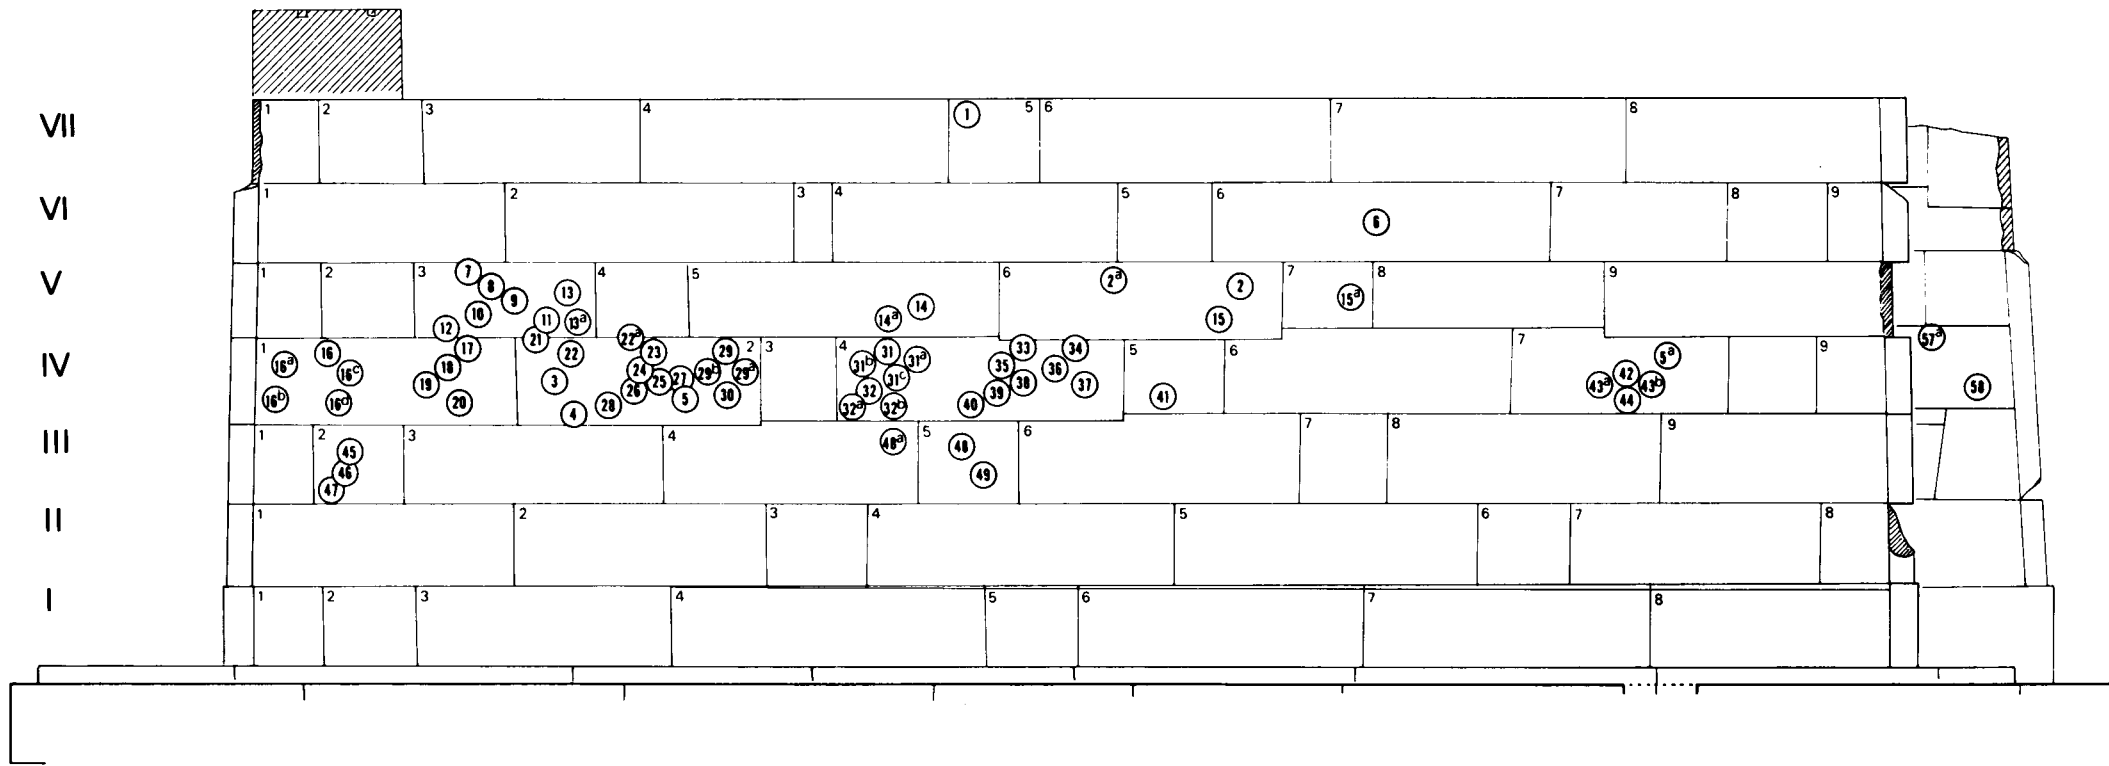 VII 1 2 3 4 1 5 6 7 8
VI 1 2 3 4 5 6 6 7 8 9
V 1 2 3 4 5 6 7 8 9
7 8 9 10 11 12 13 13a 14 14a 2a 2 15 15a
IV 1 2 3 4 5 6 7 9
16a 16 16c 16b 16d 17 18 19 20 21 22 22a 23 24 25 26 27 28 29 29b 29a 30 3 4 5
31 31b 31a 31c 32 32a 32b 33 34 35 36 37 38 39 40 41 5a 42 43a 43b 44 57a 58
III 1 2 3 4 5 6 7 8 9
45 46 47 48a 48 49
II 1 2 3 4 5 6 7 8
I 1 2 3 4 5 6 7 8